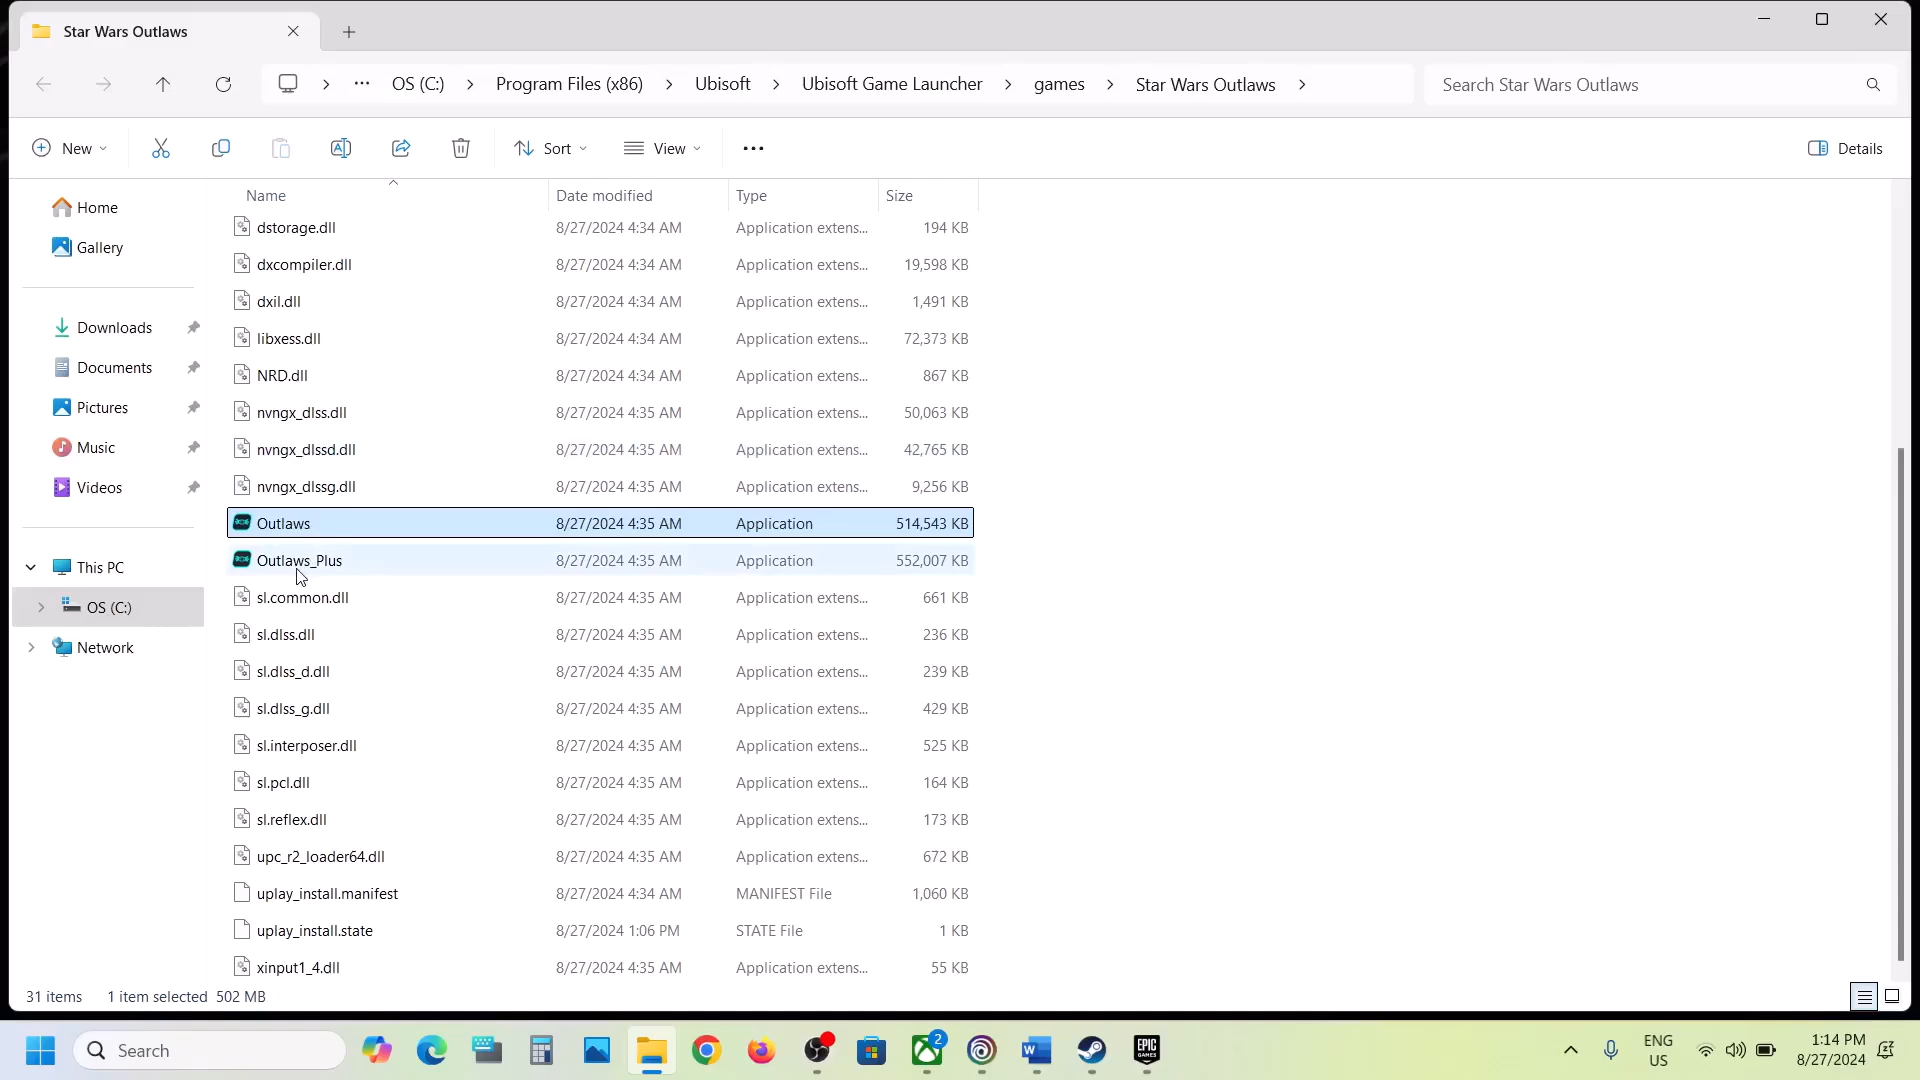 Star Wars Outlaws
OS (C:)
Program Files (x86)
Ubisoft
Ubisoft Game Launcher
games
Star Wars Outlaws
Search Star Wars Outlaws
New
Sort
View
Details
Name
Date modified
Type
Size
Home
Gallery
Downloads
Documents
Pictures
Music
Videos
This PC
OS (C:)
Network
dstorage.dll 8/27/2024 4:34 AM Application extens... 194 KB
dxcompiler.dll 8/27/2024 4:34 AM Application extens... 19,598 KB
dxil.dll 8/27/2024 4:34 AM Application extens... 1,491 KB
libxess.dll 8/27/2024 4:34 AM Application extens... 72,373 KB
NRD.dll 8/27/2024 4:34 AM Application extens... 867 KB
nvngx_dlss.dll 8/27/2024 4:35 AM Application extens... 50,063 KB
nvngx_dlssd.dll 8/27/2024 4:35 AM Application extens... 42,765 KB
nvngx_dlssg.dll 8/27/2024 4:35 AM Application extens... 9,256 KB
Outlaws 8/27/2024 4:35 AM Application 514,543 KB
Outlaws_Plus 8/27/2024 4:35 AM Application 552,007 KB
sl.common.dll 8/27/2024 4:35 AM Application extens... 661 KB
sl.dlss.dll 8/27/2024 4:35 AM Application extens... 236 KB
sl.dlss_d.dll 8/27/2024 4:35 AM Application extens... 239 KB
sl.dlss_g.dll 8/27/2024 4:35 AM Application extens... 429 KB
sl.interposer.dll 8/27/2024 4:35 AM Application extens... 525 KB
sl.pcl.dll 8/27/2024 4:35 AM Application extens... 164 KB
sl.reflex.dll 8/27/2024 4:35 AM Application extens... 173 KB
upc_r2_loader64.dll 8/27/2024 4:35 AM Application extens... 672 KB
uplay_install.manifest 8/27/2024 4:34 AM MANIFEST File 1,060 KB
uplay_install.state 8/27/2024 1:06 PM STATE File 1 KB
xinput1_4.dll 8/27/2024 4:35 AM Application extens... 55 KB
31 items 1 item selected 502 MB
Search
2
EPIC
GAMES
ENG
US
1:14 PM
8/27/2024